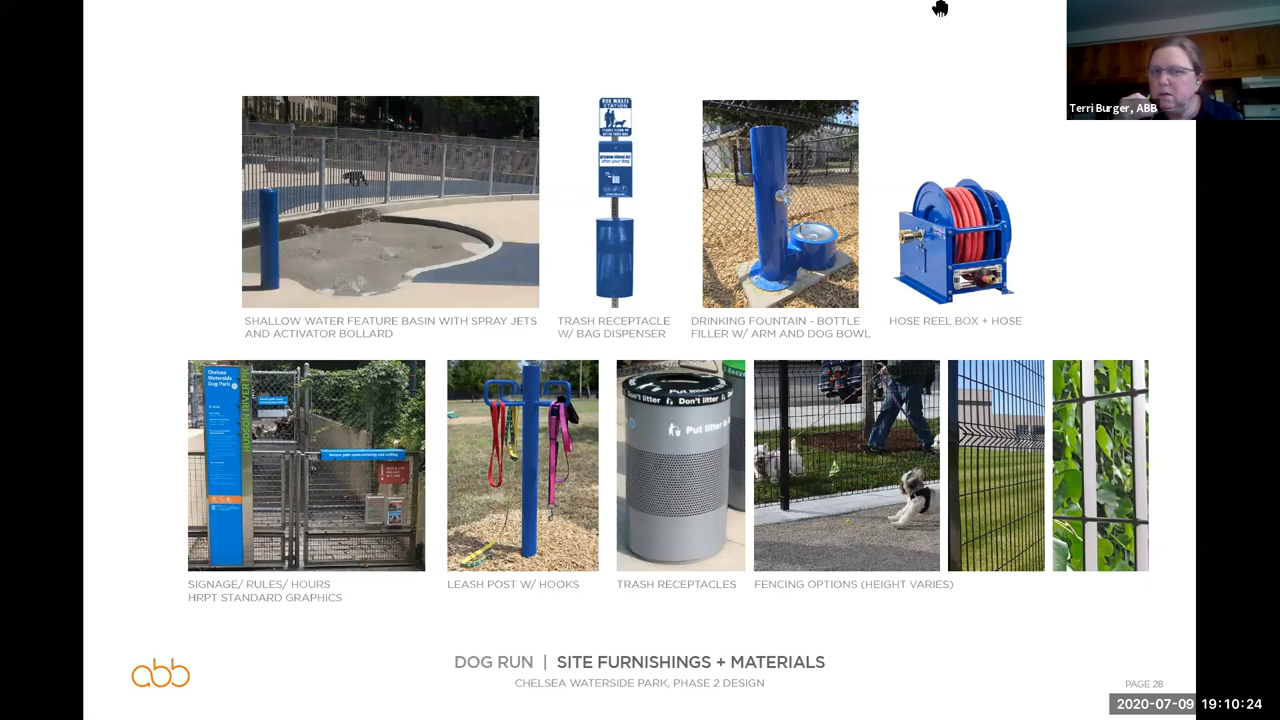 Terri Burger, ABB
DOG WASTE
STATION
SHALLOW WATER FEATURE BASIN WITH SPRAY JETS
AND ACTIVATOR BOLLARD
TRASH RECEPTACLE
W/ BAG DISPENSER
DRINKING FOUNTAIN - BOTTLE
FILLER W/ ARM AND DOG BOWL
HOSE REEL BOX + HOSE
Chelsea
Waterside
Dog Park
HUDSON RIVER
Put litter
Don't litter
Put litter in
SIGNAGE/ RULES/ HOURS
HRPT STANDARD GRAPHICS
LEASH POST W/ HOOKS
TRASH RECEPTACLES
FENCING OPTIONS (HEIGHT VARIES)
abb
DOG RUN | SITE FURNISHINGS + MATERIALS
CHELSEA WATERSIDE PARK, PHASE 2 DESIGN
PAGE 28
2020-07-09 19:10:24